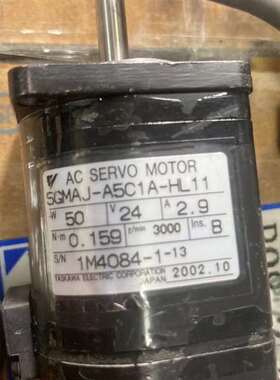 AC SERVO MOTOR
SGMAJ-A5C1A-HL11
W 50 V 24 A 2.9
N·m 0.159 r/min 3000 Ins. B
S/N 1M4084-1-13
YASKAWA ELECTRIC CORPORATION
JAPAN 2002.10